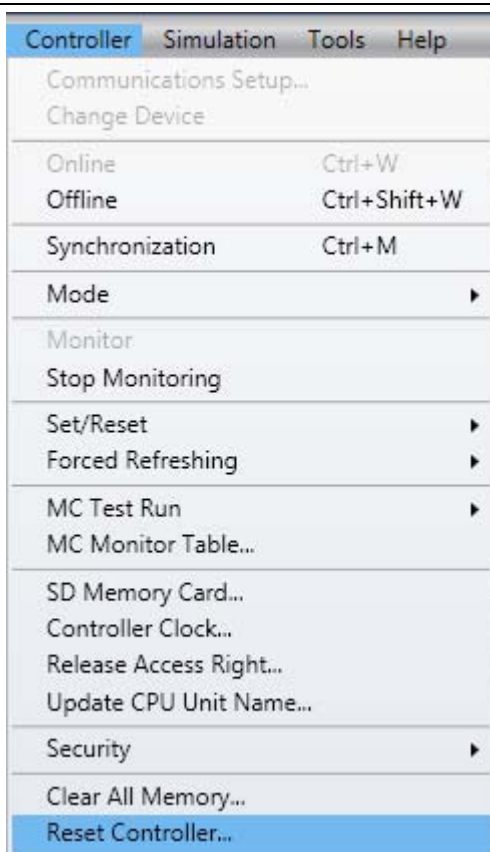 Controller Simulation Tools Help
Communications Setup...
Change Device
Online Ctrl+W
Offline Ctrl+Shift+W
Synchronization Ctrl+M
Mode
Monitor
Stop Monitoring
Set/Reset
Forced Refreshing
MC Test Run
MC Monitor Table...
SD Memory Card...
Controller Clock...
Release Access Right...
Update CPU Unit Name...
Security
Clear All Memory...
Reset Controller...